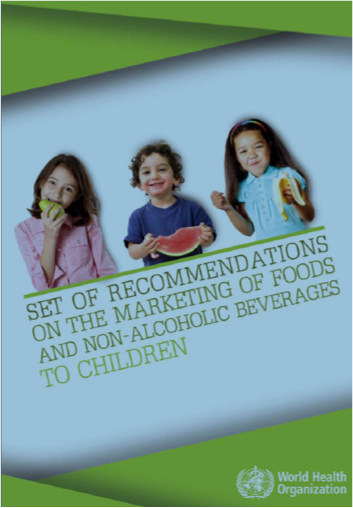 SET OF RECOMMENDATIONS
ON THE MARKETING OF FOODS
AND NON-ALCOHOLIC BEVERAGES
TO CHILDREN
World Health
Organization